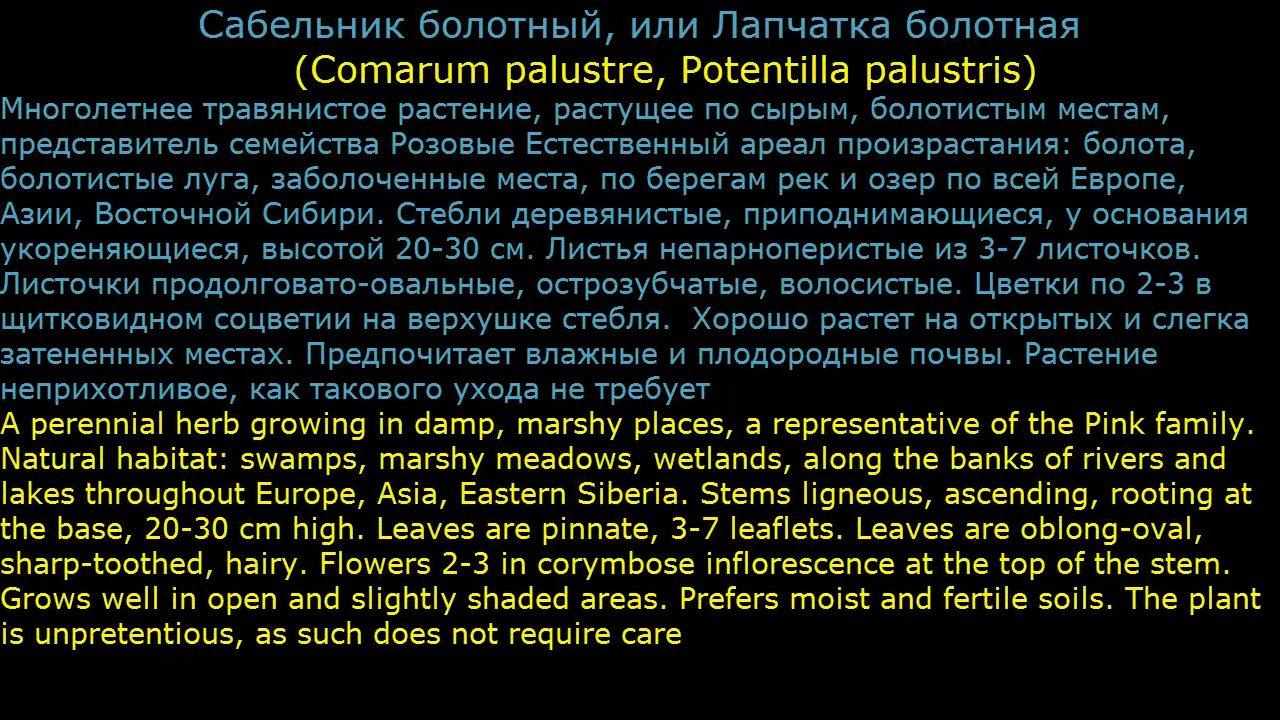 Сабельник болотный, или Лапчатка болотная
(Comarum palustre, Potentilla palustris)
Многолетнее травянистое растение, растущее по сырым, болотистым местам,
представитель семейства Розовые Естественный ареал произрастания: болота,
болотистые луга, заболоченные места, по берегам рек и озер по всей Европе,
Азии, Восточной Сибири. Стебли деревянистые, приподнимающиеся, у основания
укореняющиеся, высотой 20-30 см. Листья непарноперистые из 3-7 листочков.
Листочки продолговато-овальные, острозубчатые, волосистые. Цветки по 2-3 в
щитковидном соцветии на верхушке стебля.  Хорошо растет на открытых и слегка
затененных местах. Предпочитает влажные и плодородные почвы. Растение
неприхотливое, как такового ухода не требует
A perennial herb growing in damp, marshy places, a representative of the Pink family.
Natural habitat: swamps, marshy meadows, wetlands, along the banks of rivers and
lakes throughout Europe, Asia, Eastern Siberia. Stems ligneous, ascending, rooting at
the base, 20-30 cm high. Leaves are pinnate, 3-7 leaflets. Leaves are oblong-oval,
sharp-toothed, hairy. Flowers 2-3 in corymbose inflorescence at the top of the stem.
Grows well in open and slightly shaded areas. Prefers moist and fertile soils. The plant
is unpretentious, as such does not require care